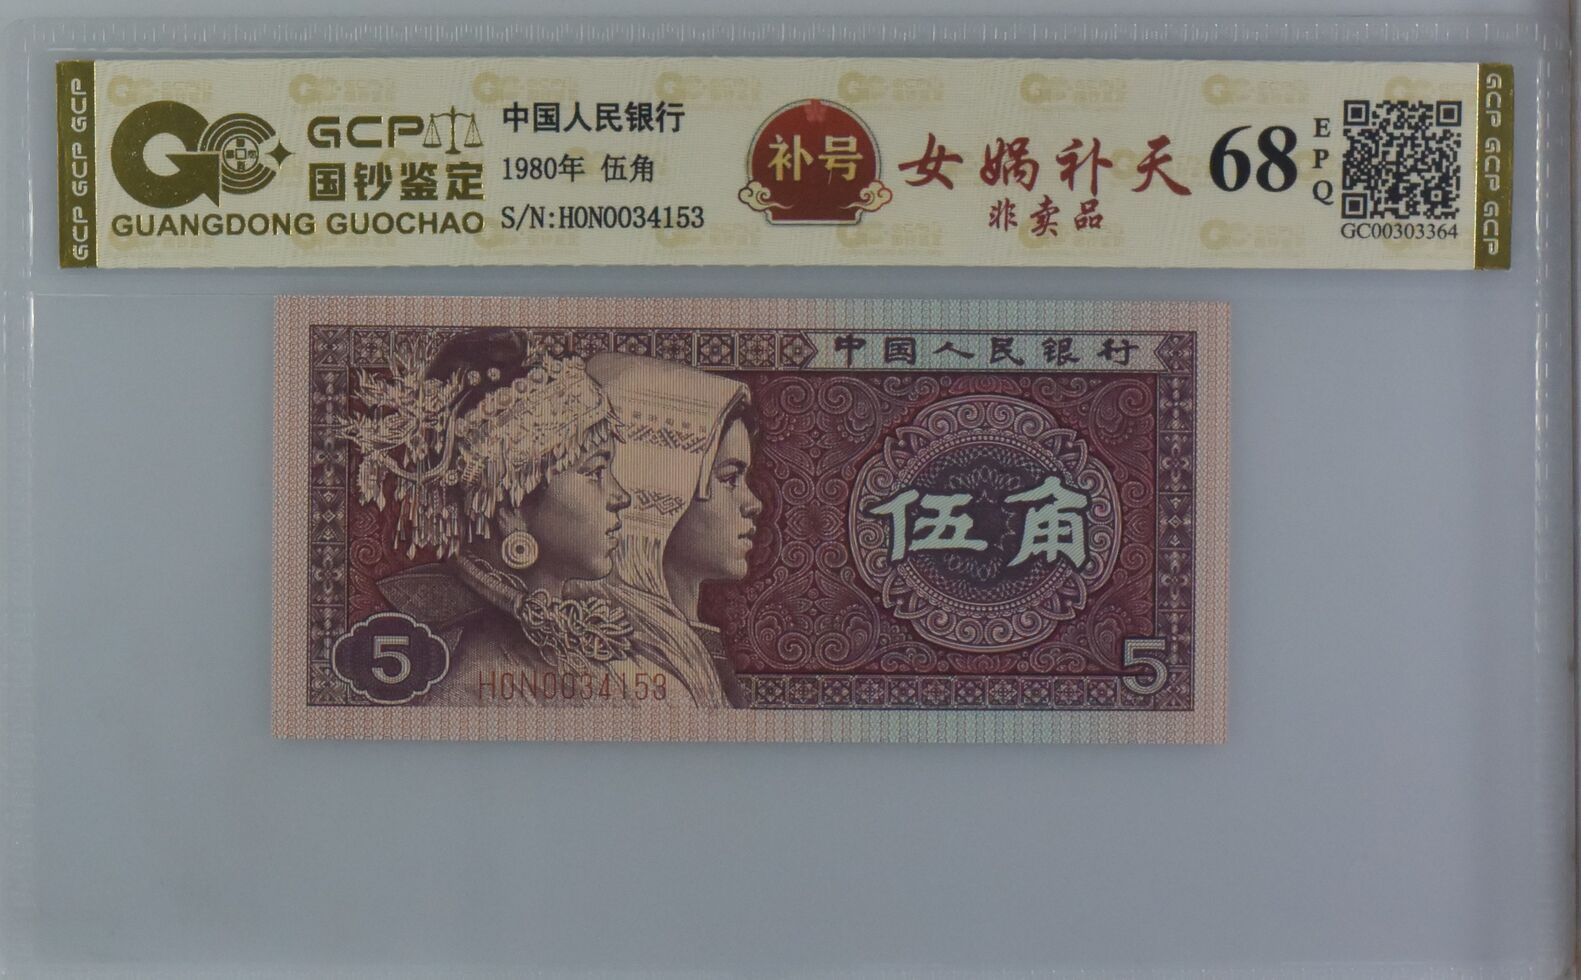 GCP GCP GCP
GCP
国钞鉴定
GUANGDONG GUOCHAO
中国人民银行
1980年 伍角
S/N:H0N0034153
补号
女娲补天
非卖品
68
EPQ
GC00303364
GCP GCP GCP
中国人民银行
伍角
5
H0N0034153
5